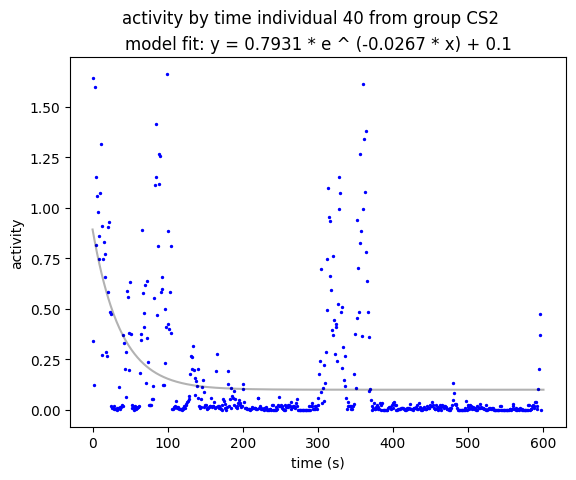 activity by time individual 40 from group CS2
model fit: y = 0.7931 * e ^ (-0.0267 * x) + 0.1
1.50
1.25
1.00
0.75
0.50
0.25
0.00
activity
0 100 200 300 400 500 600
time (s)